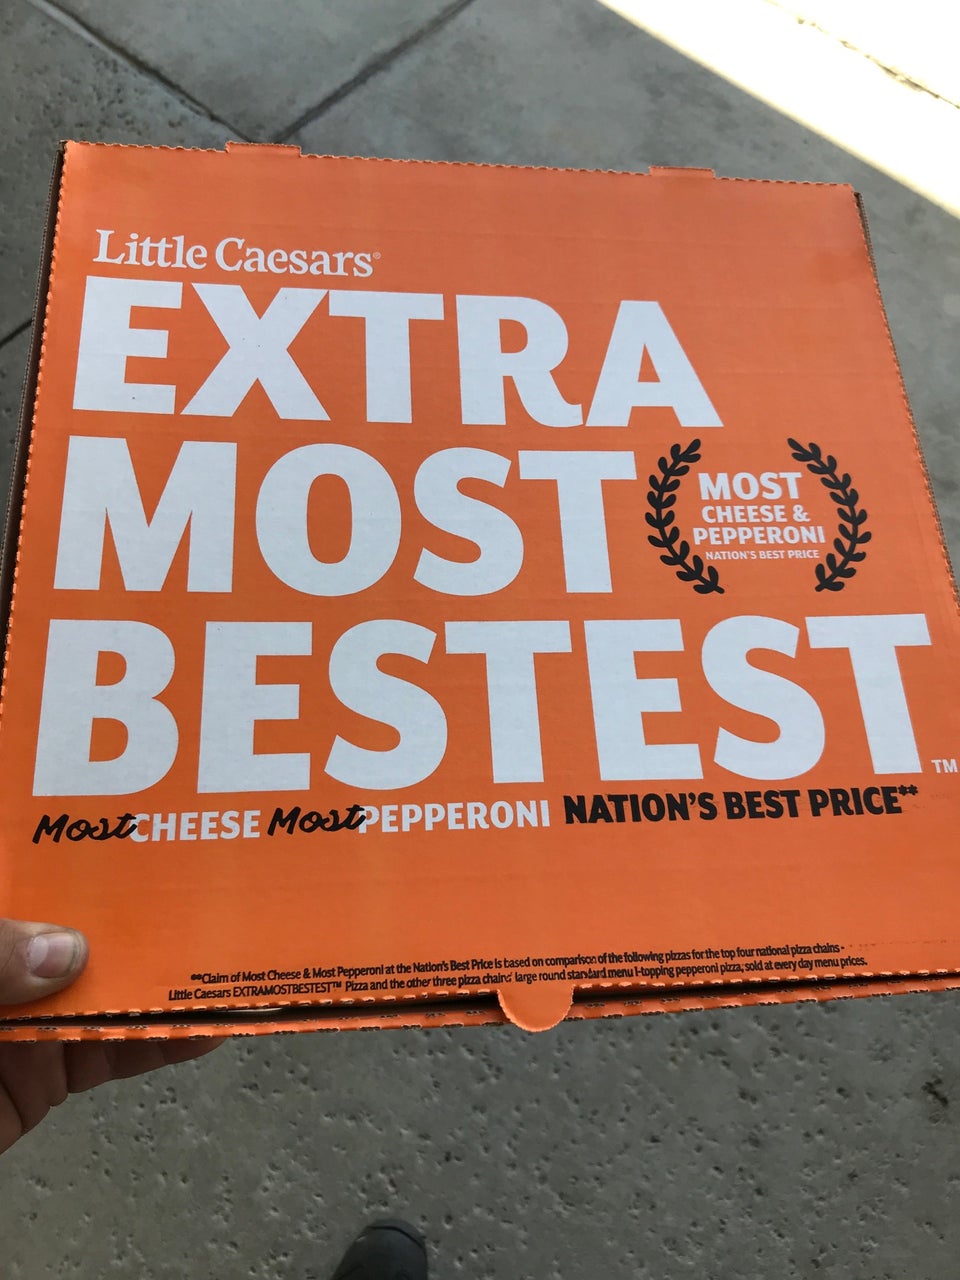 Little Caesars®
EXTRA
MOST
BESTEST™
MOST
CHEESE &
PEPPERONI
NATION'S BEST PRICE
Most CHEESE Most PEPPERONI NATION'S BEST PRICE**
**Claim of Most Cheese & Most Pepperoni at the Nation's Best Price is based on comparison of the following pizzas for the top four national pizza chains -
Little Caesars EXTRAMOSTBESTEST™ Pizza and the other three pizza chains' large round standard menu 1-topping pepperoni pizza, sold at every day menu prices.